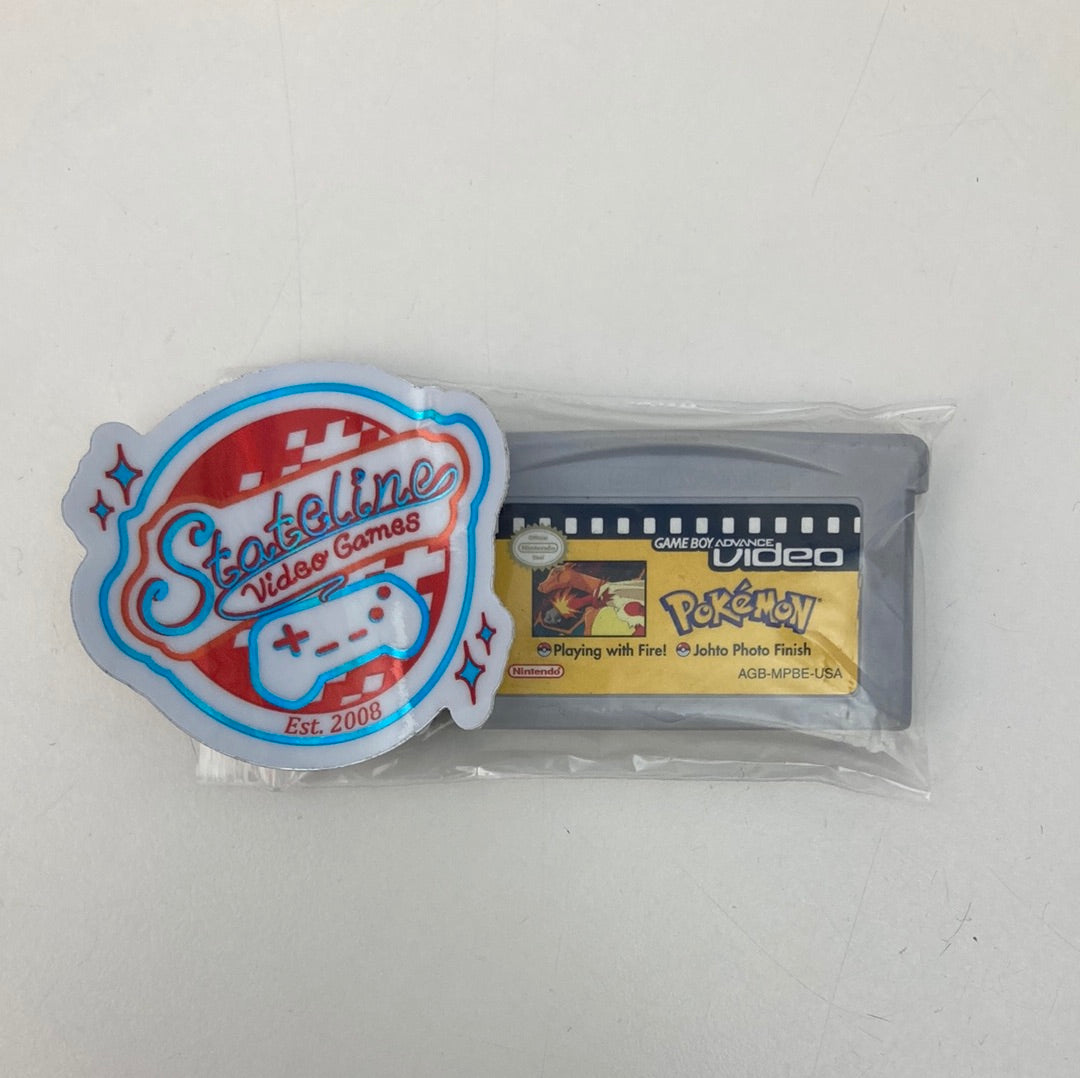 Stateline
Video Games
Est. 2008
Official
Nintendo
Seal
GAME BOY ADVANCE
Video
POKéMON
Playing with Fire! Johto Photo Finish
Nintendo
AGB-MPBE-USA